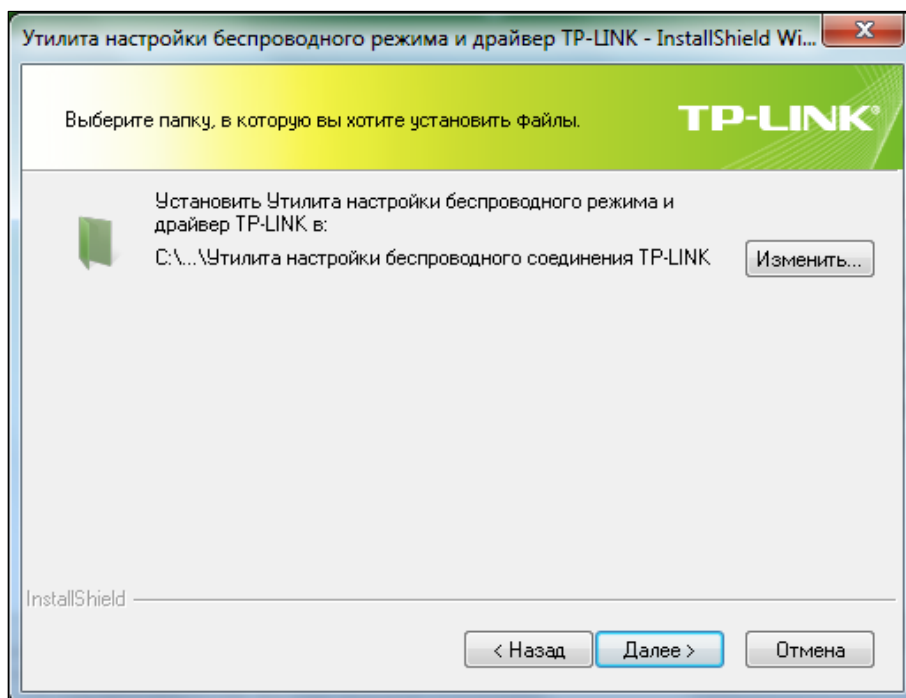 Утилита настройки беспроводного режима и драйвер TP-LINK - InstallShield Wi...
Выберите папку, в которую вы хотите установить файлы.
TP-LINK®
Установить Утилита настройки беспроводного режима и
драйвер TP-LINK в:
C:\...\Утилита настройки беспроводного соединения TP-LINK
Изменить...
InstallShield
< Назад
Далее >
Отмена